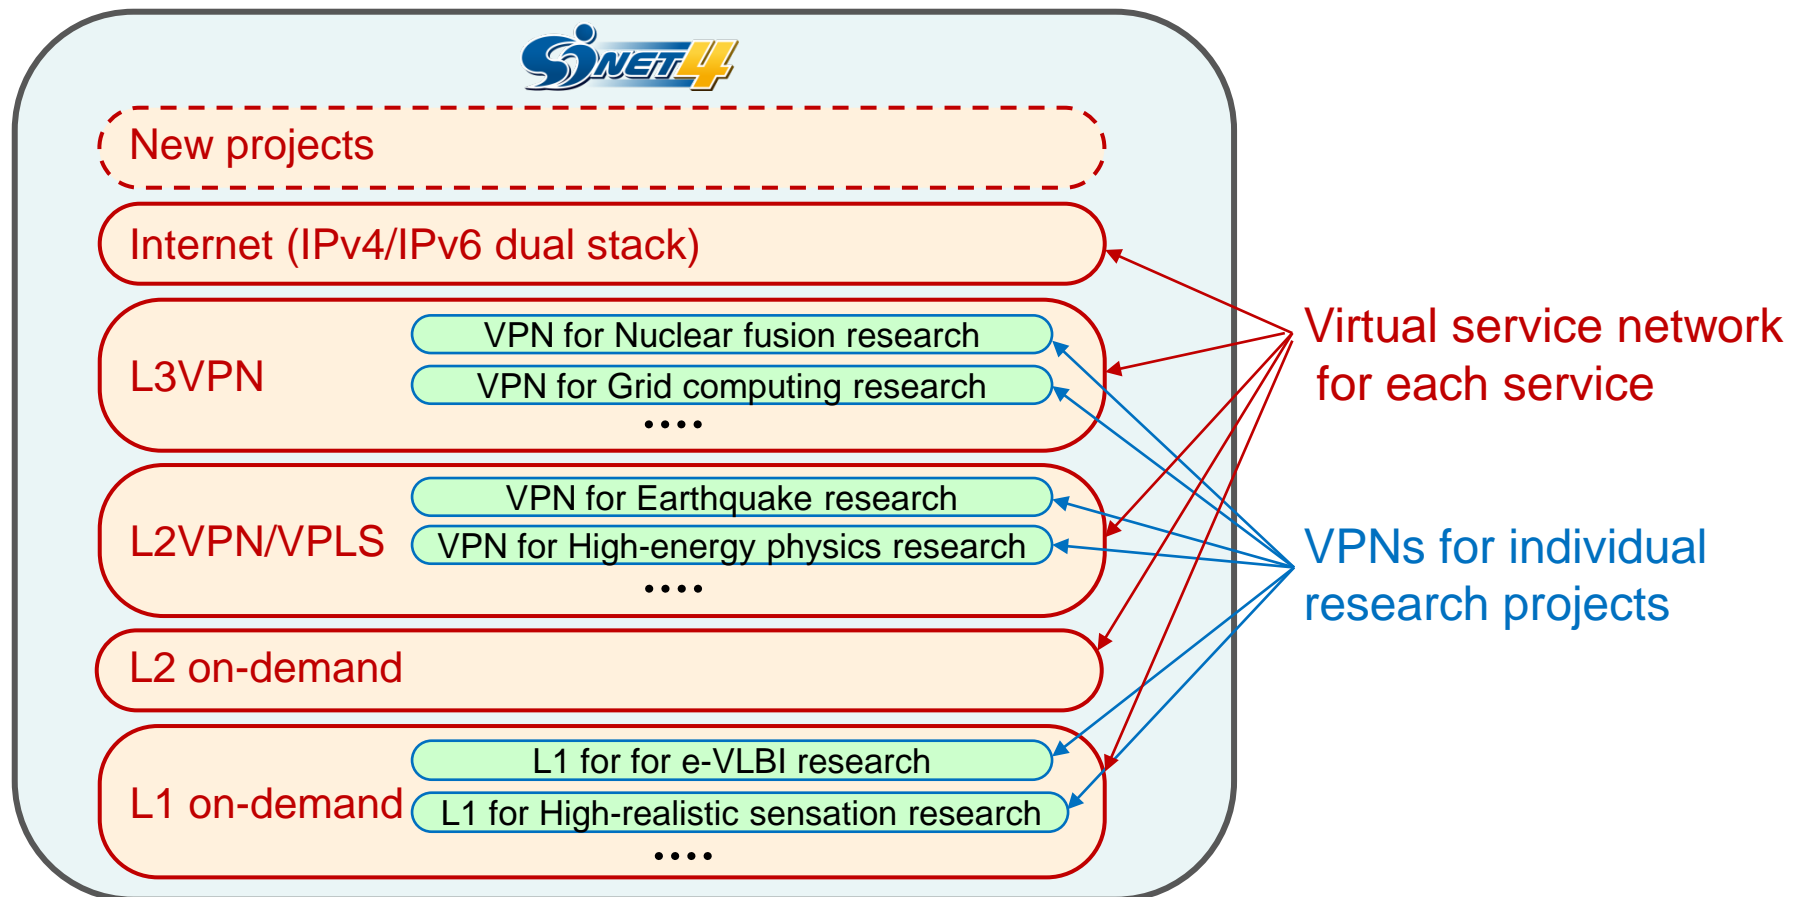 SINET4
New projects
Internet (IPv4/IPv6 dual stack)
L3VPN
VPN for Nuclear fusion research
VPN for Grid computing research
....
L2VPN/VPLS
VPN for Earthquake research
VPN for High-energy physics research
....
L2 on-demand
L1 on-demand
L1 for for e-VLBI research
L1 for High-realistic sensation research
....
Virtual service network
for each service
VPNs for individual
research projects